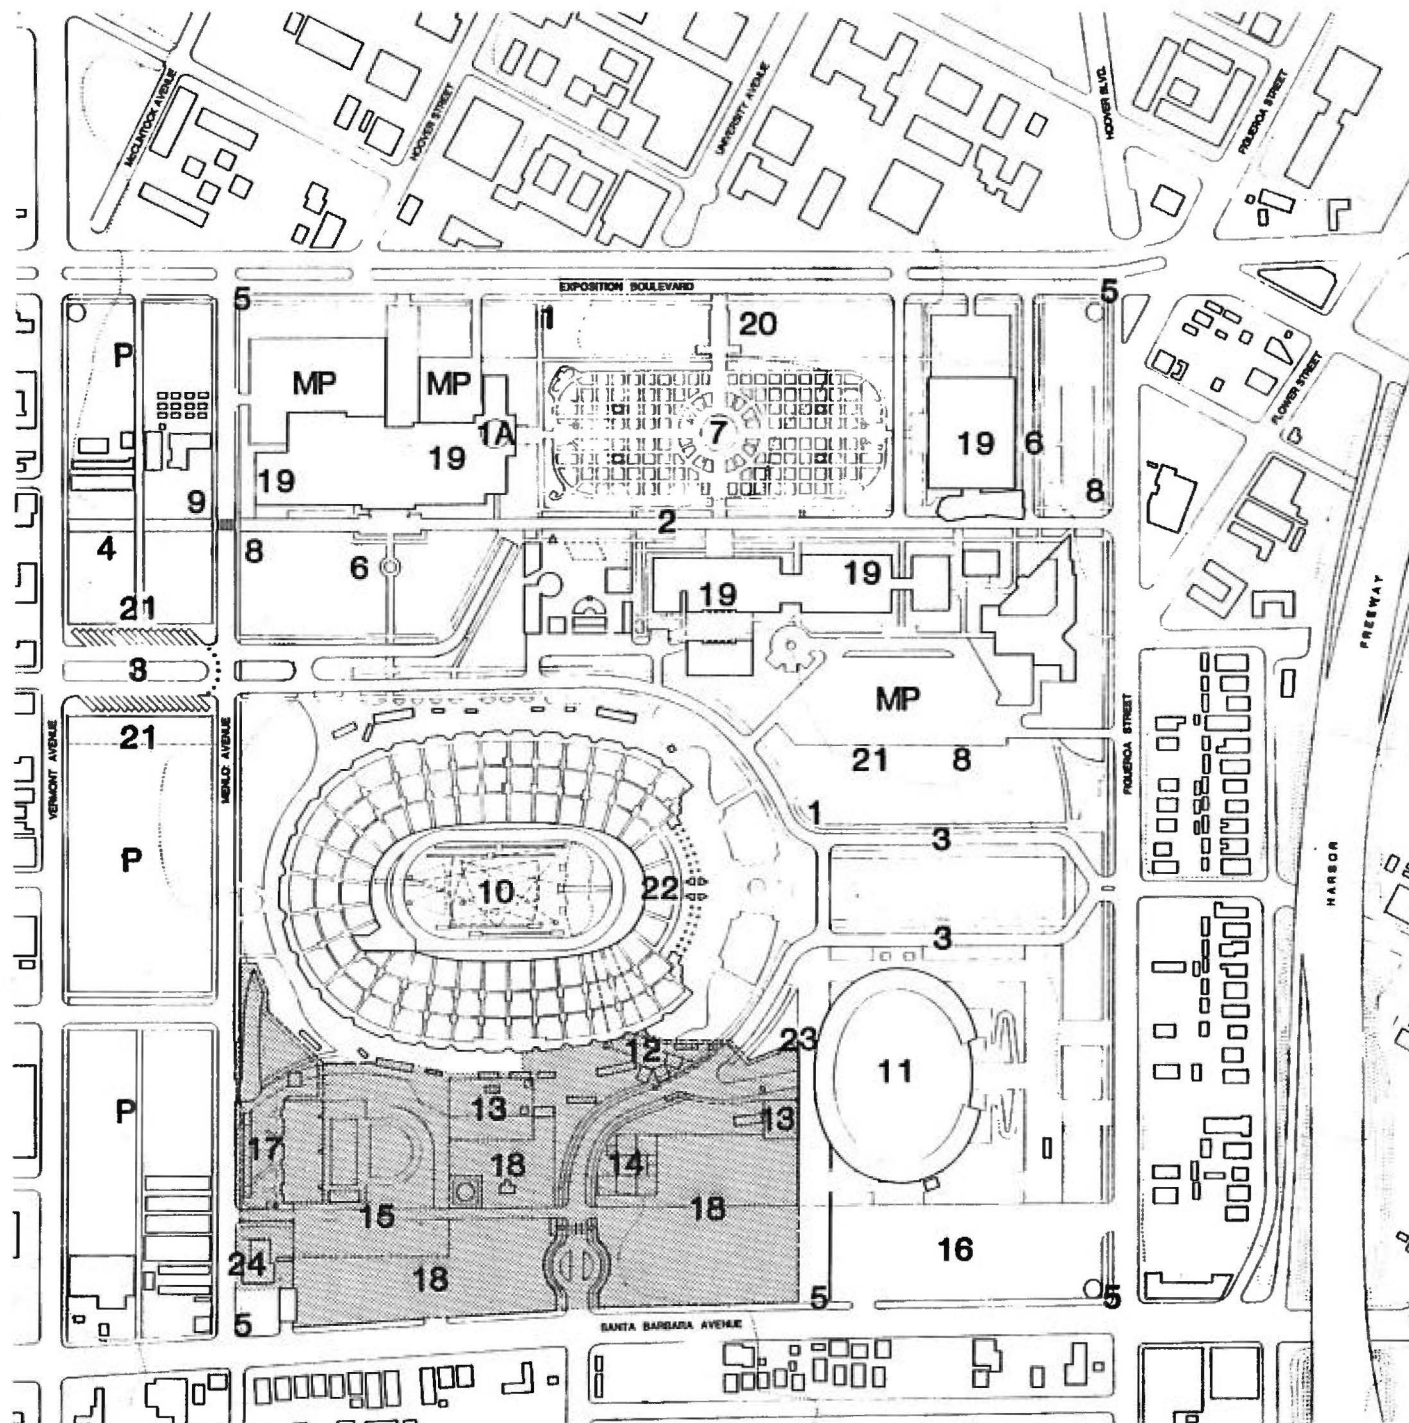 McCLINTOCK AVENUE
HOOVER STREET
UNIVERSITY AVENUE
HOOVER BLVD.
FIGUEROA STREET
EXPOSITION BOULEVARD
5
1
20
5
P
MP
MP
FLOWER STREET
1A
7
19
19
19
6
9
8
2
4
8
6
19
19
21
3
MP
FREEWAY
21
VERMONT AVENUE
MENLO AVENUE
FIGUEROA STREET
21
8
1
3
P
10
22
HARBOR
3
12
23
11
P
13
13
17
18
14
15
18
24
18
16
5
5
5
SANTA BARBARA AVENUE